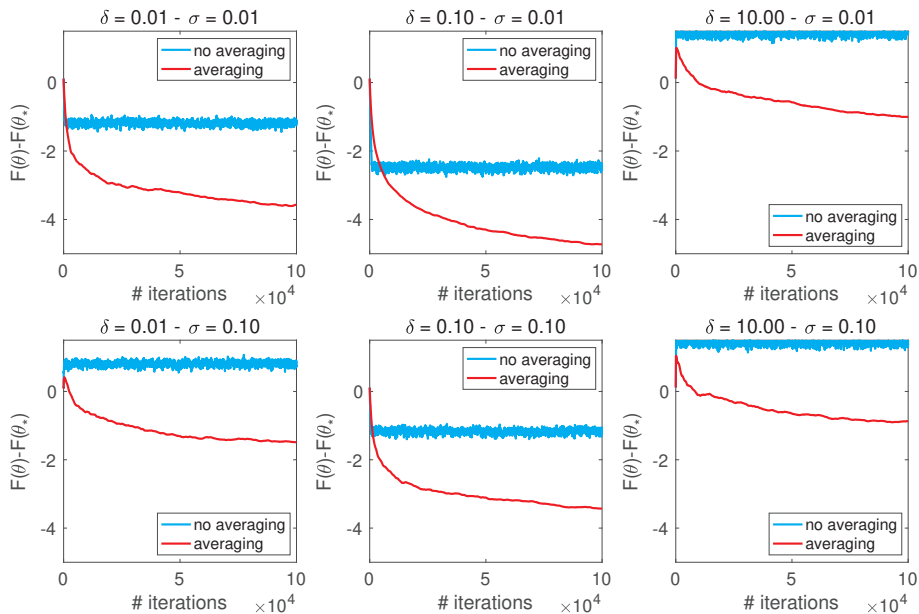 δ = 0.01 - σ = 0.01
δ = 0.10 - σ = 0.01
δ = 10.00 - σ = 0.01
no averaging
averaging
no averaging
averaging
no averaging
averaging
F(θ)-F(θ*)
0
-2
-4
F(θ)-F(θ*)
0
-2
-4
F(θ)-F(θ*)
0
-2
-4
0 5 10
0 5 10
0 5 10
# iterations ×10^4
# iterations ×10^4
# iterations ×10^4
δ = 0.01 - σ = 0.10
δ = 0.10 - σ = 0.10
δ = 10.00 - σ = 0.10
no averaging
averaging
no averaging
averaging
no averaging
averaging
F(θ)-F(θ*)
0
-2
-4
F(θ)-F(θ*)
0
-2
-4
F(θ)-F(θ*)
0
-2
-4
0 5 10
0 5 10
0 5 10
# iterations ×10^4
# iterations ×10^4
# iterations ×10^4